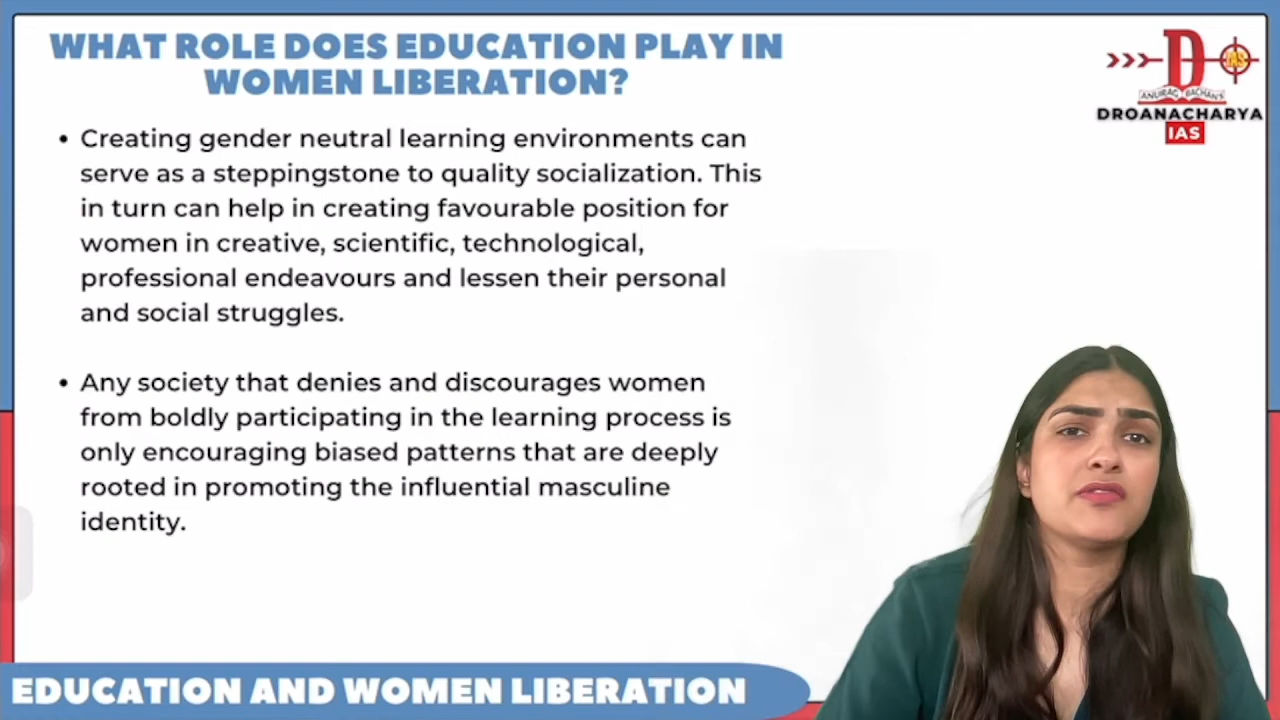 WHAT ROLE DOES EDUCATION PLAY IN
WOMEN LIBERATION?
• Creating gender neutral learning environments can
serve as a steppingstone to quality socialization. This
in turn can help in creating favourable position for
women in creative, scientific, technological,
professional endeavours and lessen their personal
and social struggles.
• Any society that denies and discourages women
from boldly participating in the learning process is
only encouraging biased patterns that are deeply
rooted in promoting the influential masculine
identity.
D
IAS
ANURAG BACHAN'S
DROANACHARYA
IAS
EDUCATION AND WOMEN LIBERATION